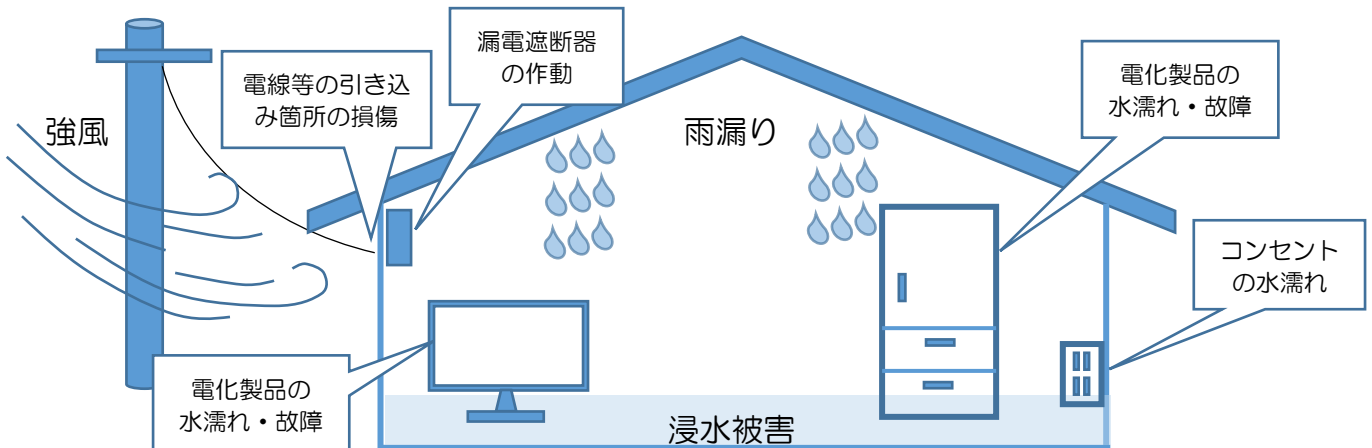 強風
電線等の引き込
み箇所の損傷
漏電遮断器
の作動
雨漏り
電化製品の
水濡れ・故障
コンセント
の水濡れ
電化製品の
水濡れ・故障
浸水被害